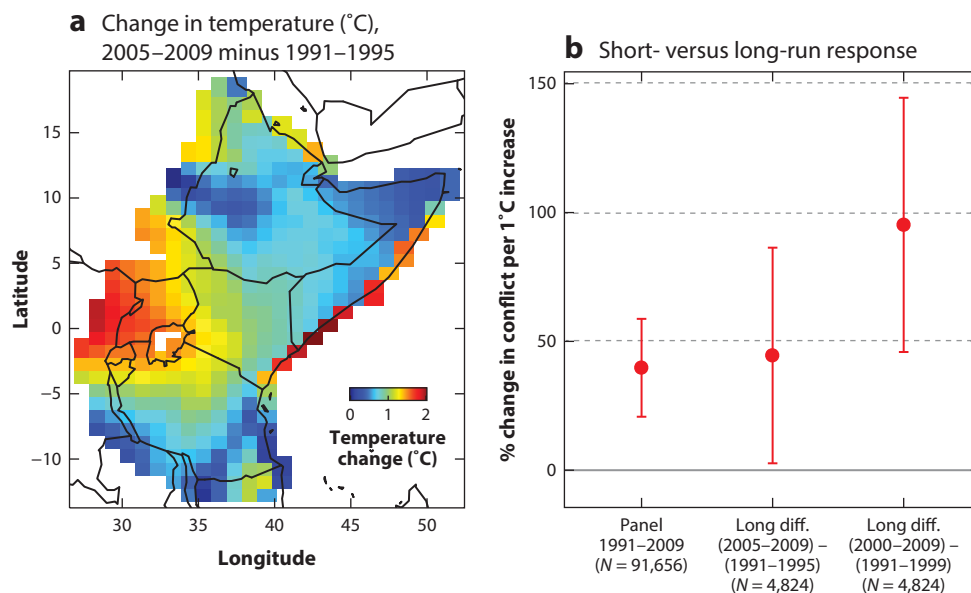 a Change in temperature (˚C),
2005–2009 minus 1991–1995
15
10
5
0
−5
−10
Latitude
30
35
40
45
50
Longitude
0
1
2
Temperature
change (˚C)
b Short- versus long-run response
150
100
50
0
% change in conflict per 1˚C increase
Panel
1991–2009
(N = 91,656)
Long diff.
(2005–2009) –
(1991–1995)
(N = 4,824)
Long diff.
(2000–2009) –
(1991–1999)
(N = 4,824)